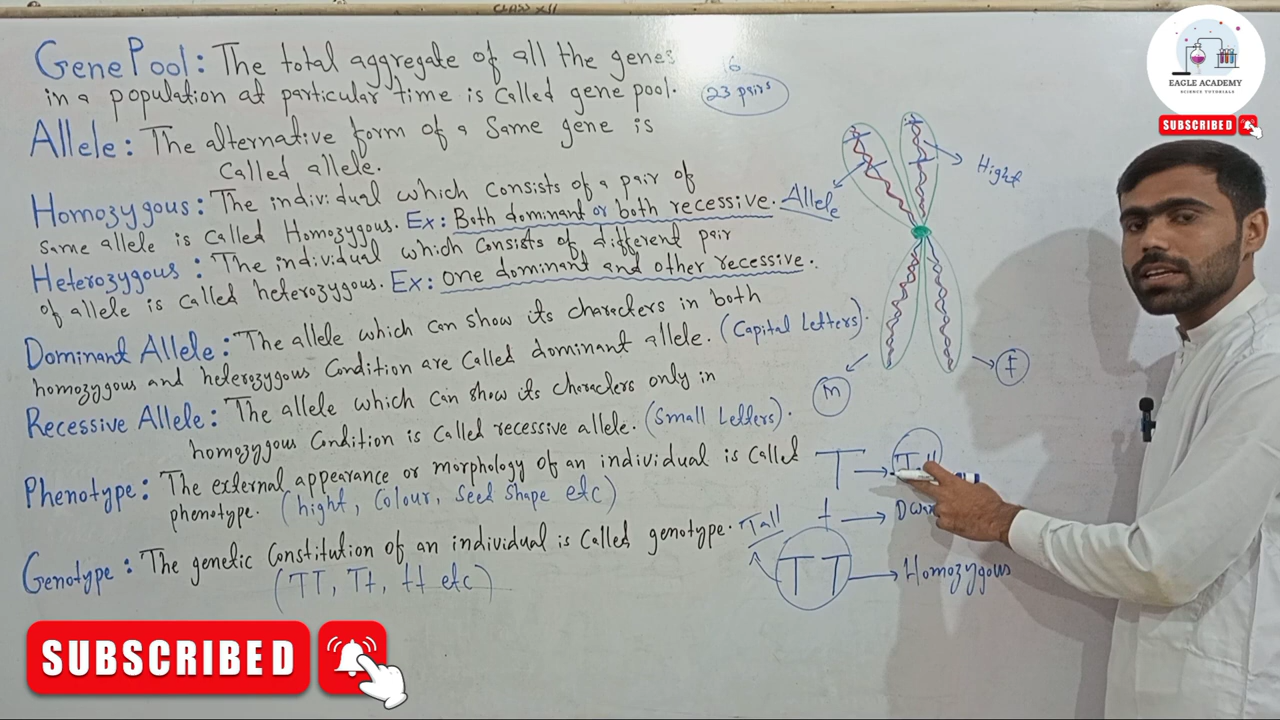 CLASS XII
Gene Pool: The total aggregate of all the genes
in a population at particular time is called gene pool.
Allele: The alternative form of a Same gene is
Called allele.
Homozygous: The individual which consists of a pair of
same allele is called Homozygous. Ex: Both dominant or both recessive.
Heterozygous: The individual which consists of different pair
of allele is called heterozygous. Ex: One dominant and other recessive.
Dominant Allele: The allele which can show its characters in both
homozygous and heterozygous Condition are Called dominant allele. (Capital Letters).
Recessive Allele: The allele which can show its characters only in
homozygous Condition is called recessive allele. (Small Letters).
Phenotype: The external appearance or morphology of an individual is called
phenotype. (hight, Colour, Seed Shape etc)
Genotype: The genetic Constitution of an individual is Called genotype.
(TT, Tt, tt etc)
16
23 pairs
Hight
Allele
m
F
T Tall
t
Tall
TT Homozygous
EAGLE ACADEMY
SCIENCE TUTORIALS
SUBSCRIBED
SUBSCRIBED